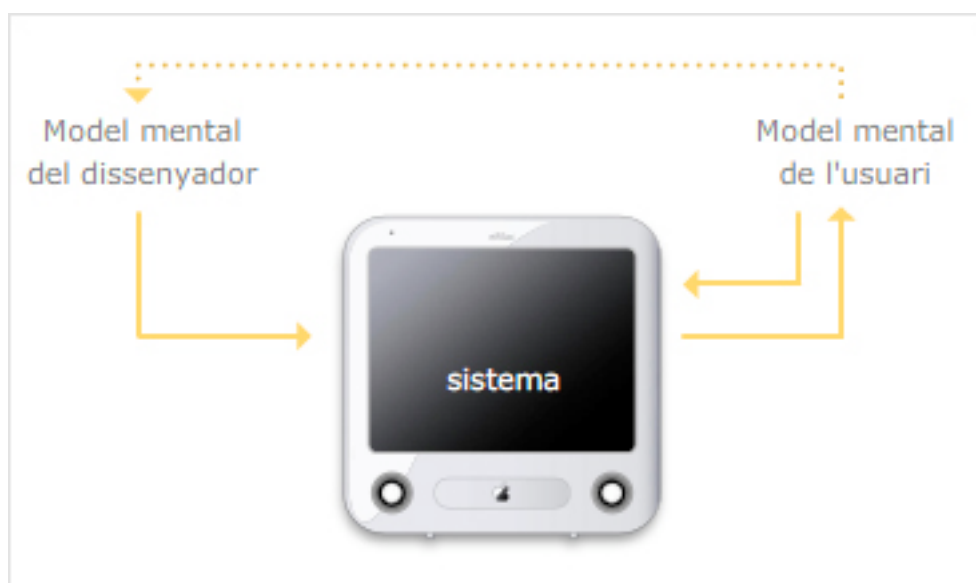 Model mental
del dissenyador
Model mental
de l'usuari
sistema